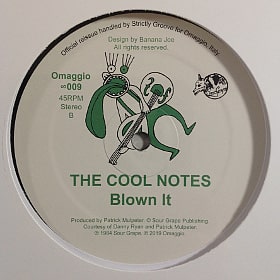 Official reissue handled by Strictly Groove for Omaggio, Italy.
Design by Banana Joe
All rights reserved.
Omaggio
∞009
45RPM
Stereo
B
THE COOL NOTES
Blown It
Produced by Patrick Mulpeter. © Sour Grape Publishing.
Courtesy of Danny Ryan and Patrick Mulpeter.
℗ 1984 Sour Grape. ℗ 2019 Omaggio.